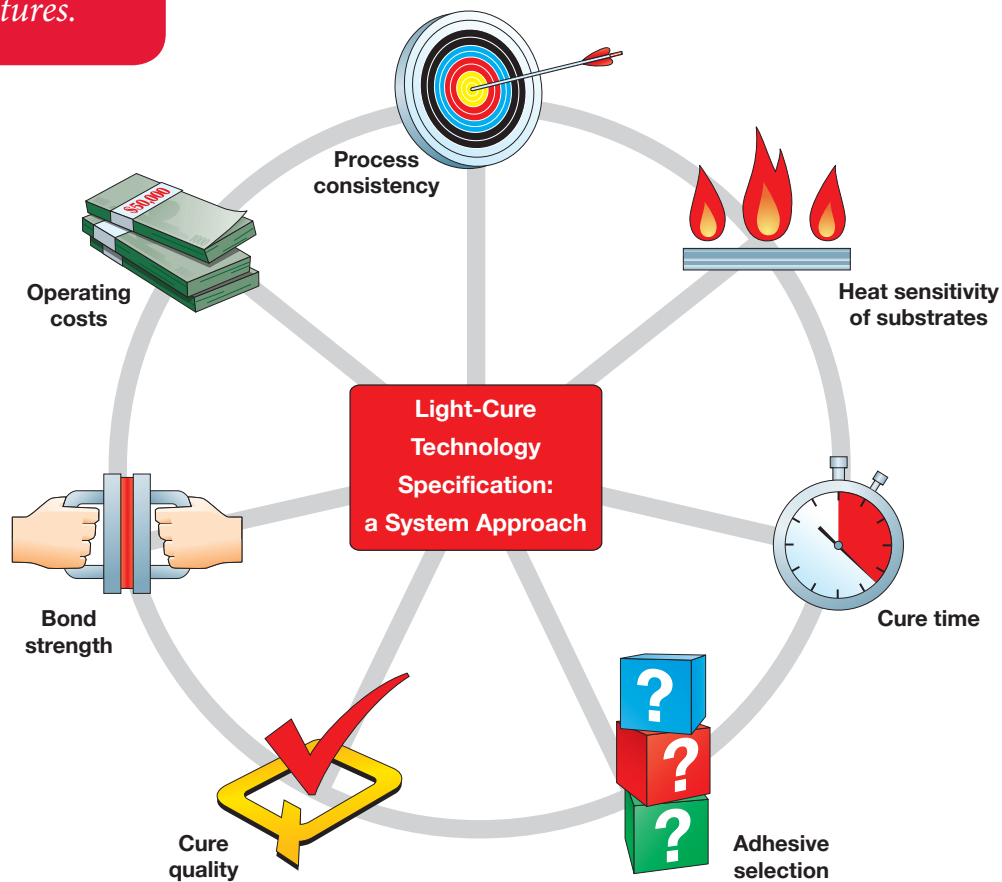 tures.
Process
consistency
$50,000
Operating
costs
Heat sensitivity
of substrates
Light-Cure
Technology
Specification:
a System Approach
Bond
strength
Cure time
?
?
?
Cure
quality
Adhesive
selection